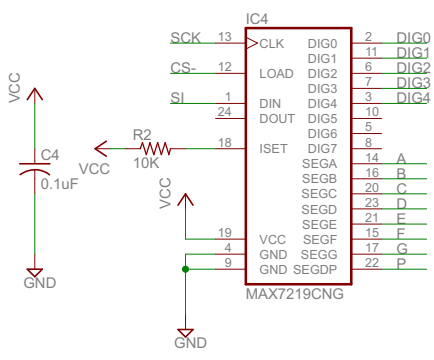 IC4
SCK 13 CLK DIG0 2 DIG0
DIG1 11 DIG1
CS- 12 LOAD DIG2 6 DIG2
DIG3 7 DIG3
SI 1 DIN DIG4 3 DIG4
24 DOUT DIG5 10
DIG6 5
R2 18 ISET DIG7 8
10K
VCC
SEGA 14 A
SEGB 16 B
SEGC 20 C
SEGD 23 D
SEGE 21 E
VCC 19 VCC SEGF 15 F
4 GND SEGG 17 G
9 GND SEGDP 22 P
MAX7219CNG
GND
VCC
C4
0.1uF
GND